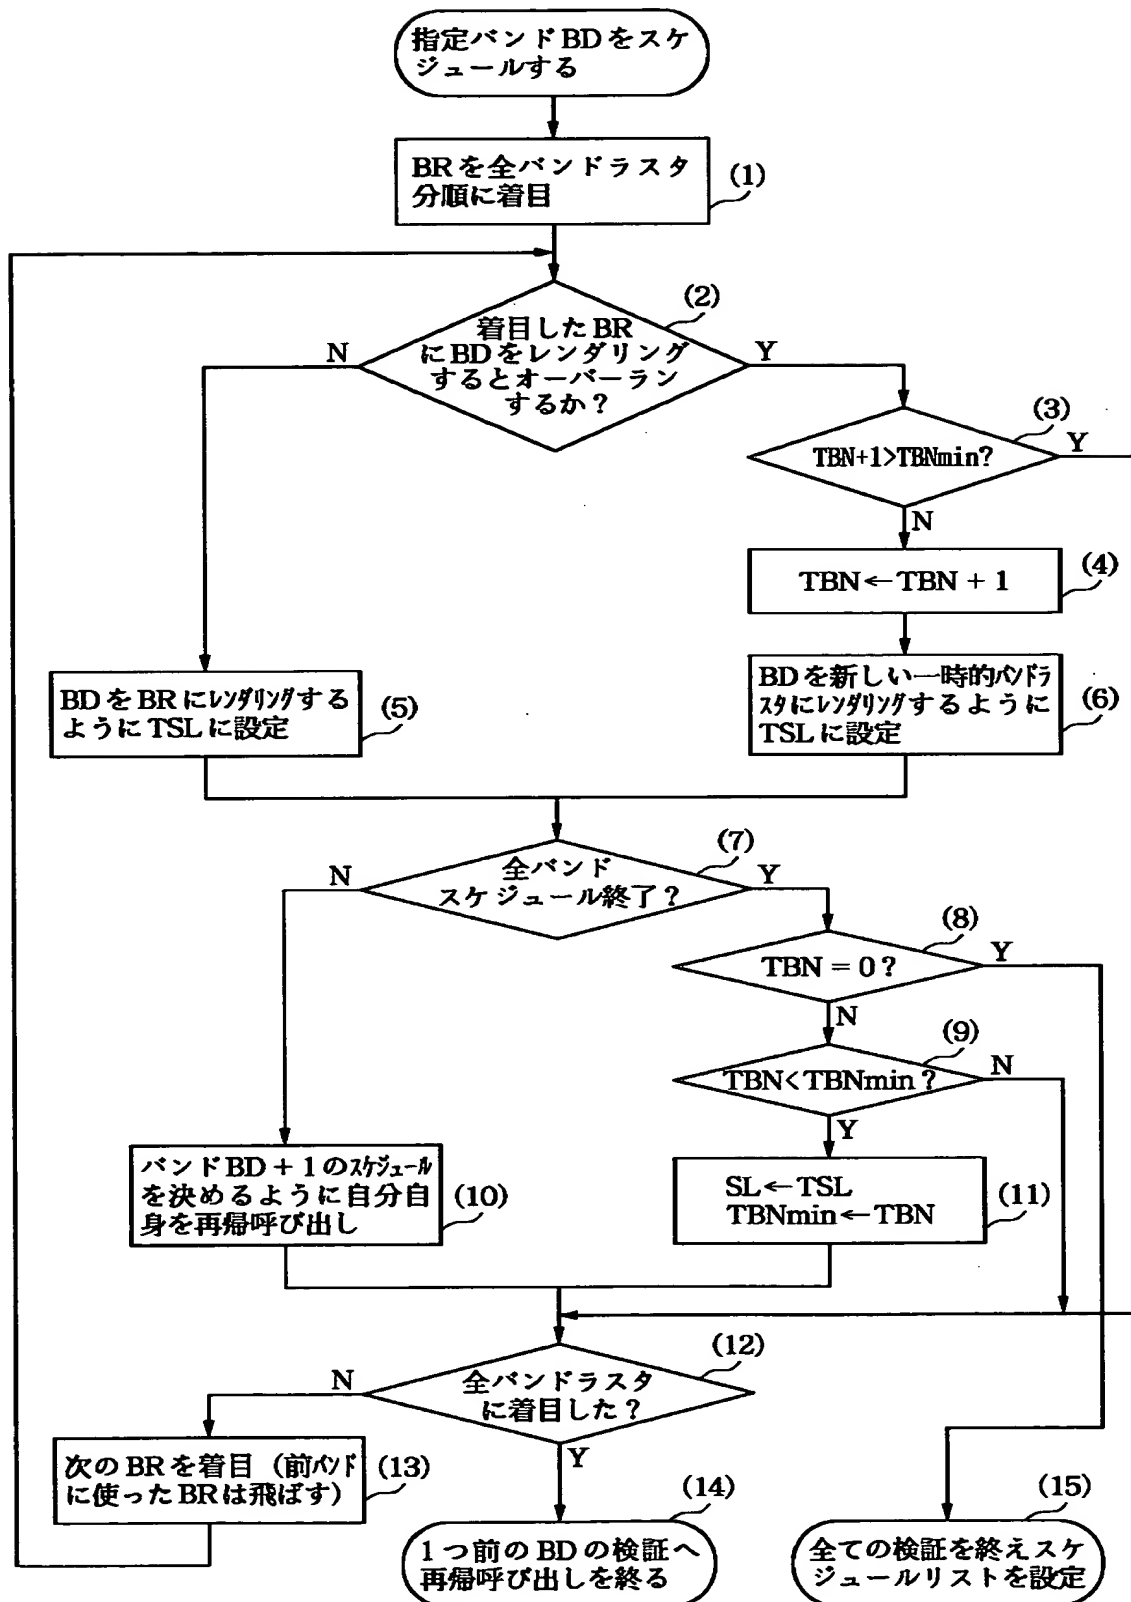 指定バンドBDをスケ
ジュールする
BRを全バンドラスタ
分順に着目
(1)
(2)
着目したBR
にBDをレンダリング
するとオーバーラン
するか？
N
Y
(3)
TBN+1>TBNmin?
Y
N
(4)
TBN←TBN + 1
BDをBRにレンダリングする
ようにTSLに設定
(5)
BDを新しい一時的バンドラ
スタにレンダリングするように
TSLに設定
(6)
(7)
全バンド
スケジュール終了？
N
Y
(8)
TBN = 0？
Y
N
(9)
TBN<TBNmin？
N
Y
バンドBD + 1のスケジュール
を決めるように自分自
身を再帰呼び出し
(10)
SL←TSL
TBNmin←TBN
(11)
(12)
全バンドラスタ
に着目した？
N
Y
次のBRを着目（前バンド
に使ったBRは飛ばす）
(13)
(14)
1つ前のBDの検証へ
再帰呼び出しを終る
(15)
全ての検証を終えスケ
ジュールリストを設定